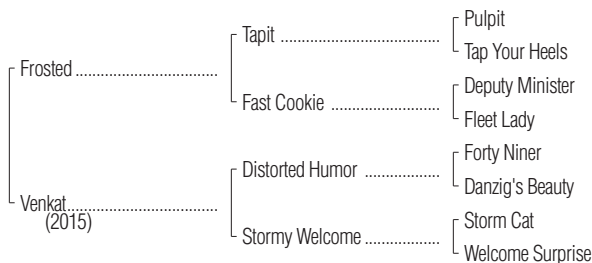 Pulpit
Tapit ........................................
Tap Your Heels
Frosted ....................................
Deputy Minister
Fast Cookie ...........................
Fleet Lady
Forty Niner
Distorted Humor ...................
Danzig's Beauty
Venkat......................................
(2015)
Storm Cat
Stormy Welcome ...................
Welcome Surprise